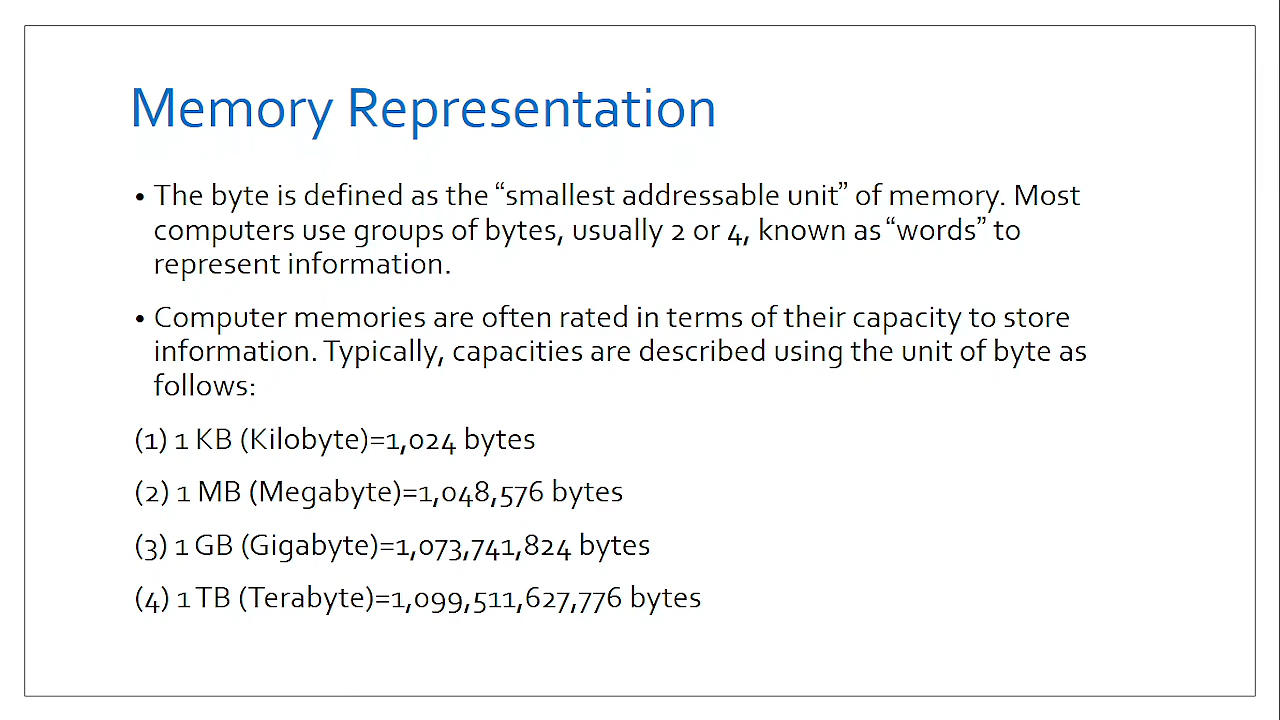 Memory Representation
• The byte is defined as the “smallest addressable unit” of memory. Most
computers use groups of bytes, usually 2 or 4, known as “words” to
represent information.
• Computer memories are often rated in terms of their capacity to store
information. Typically, capacities are described using the unit of byte as
follows:
(1) 1 KB (Kilobyte)=1,024 bytes
(2) 1 MB (Megabyte)=1,048,576 bytes
(3) 1 GB (Gigabyte)=1,073,741,824 bytes
(4) 1 TB (Terabyte)=1,099,511,627,776 bytes